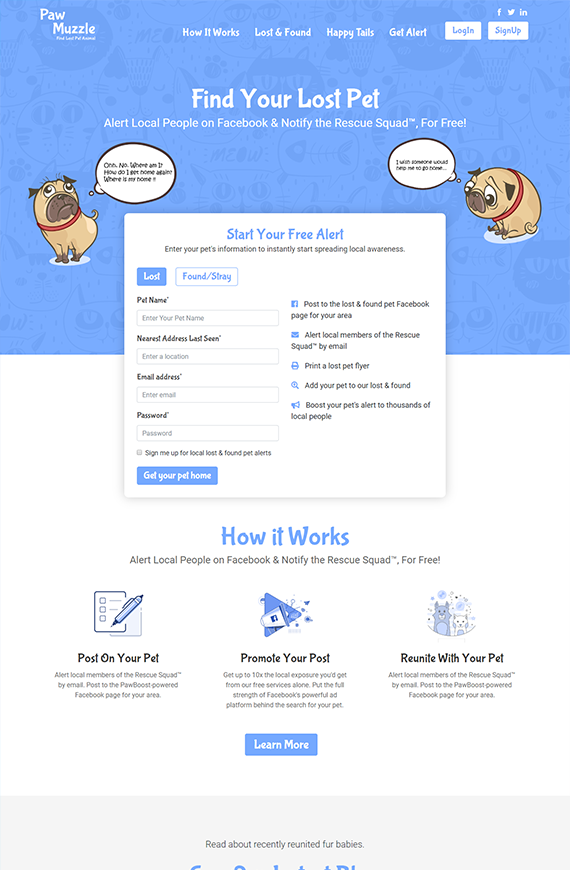 Paw
Muzzle
Find Lost Pet Animal
How It Works
Lost & Found
Happy Tails
Get Alert
LogIn
SignUp
Find Your Lost Pet
Alert Local People on Facebook & Notify the Rescue Squad™, For Free!
Ohh. No. Where am I?
How do I get home again?
Where is my home !!
I wish someone would
help me to go home...
Start Your Free Alert
Enter your pet's information to instantly start spreading local awareness.
Lost
Found/Stray
Pet Name*
Enter Your Pet Name
Nearest Address Last Seen*
Enter a location
Email address*
Enter email
Password*
Password
Sign me up for local lost & found pet alerts
Get your pet home
Post to the lost & found pet Facebook
page for your area
Alert local members of the Rescue
Squad™ by email
Print a lost pet flyer
Add your pet to our lost & found
Boost your pet's alert to thousands of
local people
How it Works
Alert Local People on Facebook & Notify the Rescue Squad™, For Free!
Post On Your Pet
Alert local members of the Rescue Squad™
by email. Post to the PawBoost-powered
Facebook page for your area.
Promote Your Post
Get up to 10x the local exposure you'd get
from our free services alone. Put the full
strength of Facebook's powerful ad
platform behind the search for your pet.
Reunite With Your Pet
Alert local members of the Rescue Squad™
by email. Post to the PawBoost-powered
Facebook page for your area.
Learn More
Read about recently reunited fur babies.